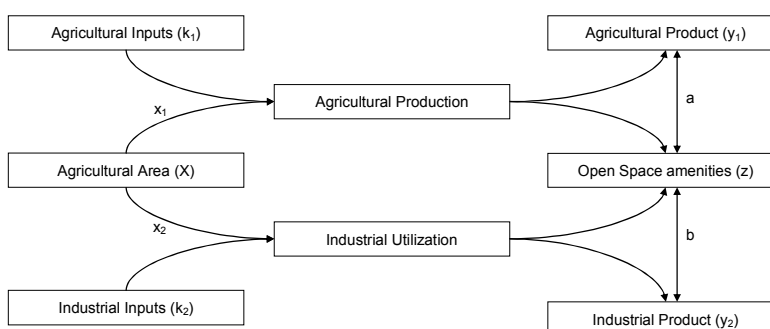 Agricultural Inputs (k₁)
Agricultural Product (y₁)
x₁
Agricultural Production
a
Agricultural Area (X)
Open Space amenities (z)
x₂
Industrial Utilization
b
Industrial Inputs (k₂)
Industrial Product (y₂)